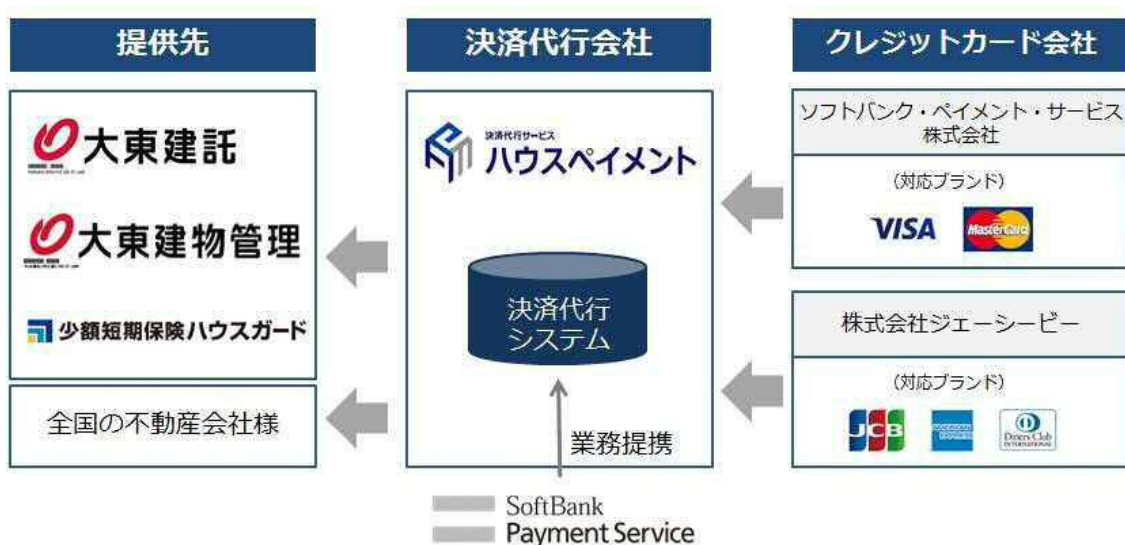 提供先
大東建託
大東建物管理
少額短期保険ハウスガード
全国の不動産会社様
決済代行会社
決済代行サービス
ハウスペイメント
決済代行
システム
業務提携
SoftBank
Payment Service
クレジットカード会社
ソフトバンク・ペイメント・サービス
株式会社
(対応ブランド)
VISA
MasterCard
株式会社ジェーシービー
(対応ブランド)
JCB
AMERICAN
EXPRESS
Diners Club
INTERNATIONAL